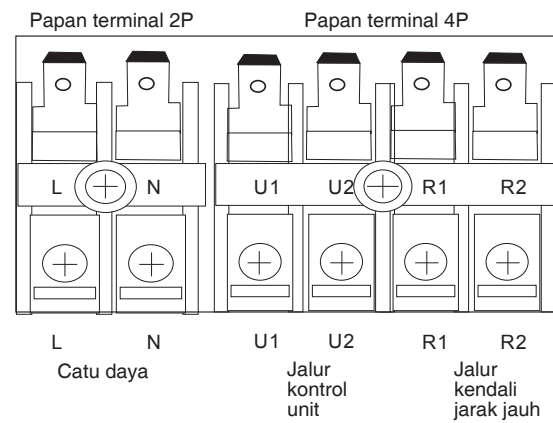 Papan terminal 2P
Papan terminal 4P
L N U1 U2 R1 R2
L N U1 U2 R1 R2
Catu daya
Jalur
kontrol
unit
Jalur
kendali
jarak jauh